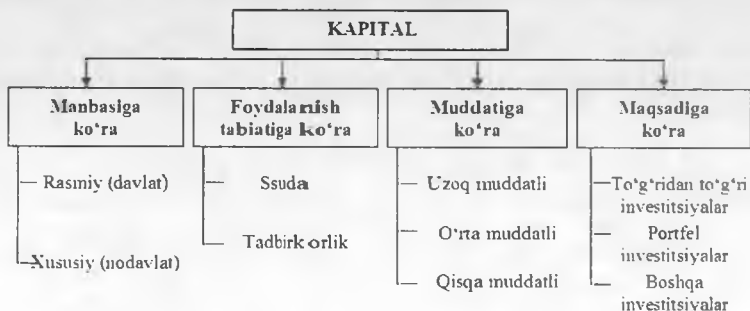 KAPITAL
Manbasiga
ko‘ra
Foydalanish
tabiatiga ko‘ra
Muddatiga
ko‘ra
Maqsadiga
ko‘ra
Rasmiy (davlat)
Xususiy (nodavlat)
Ssuda
Tadbirkorlik
Uzoq muddatli
O‘rta muddatli
Qisqa muddatli
To‘g‘ridan to‘g‘ri
investitsiyalar
Portfel
investitsiyalar
Boshqa
investitsiyalar